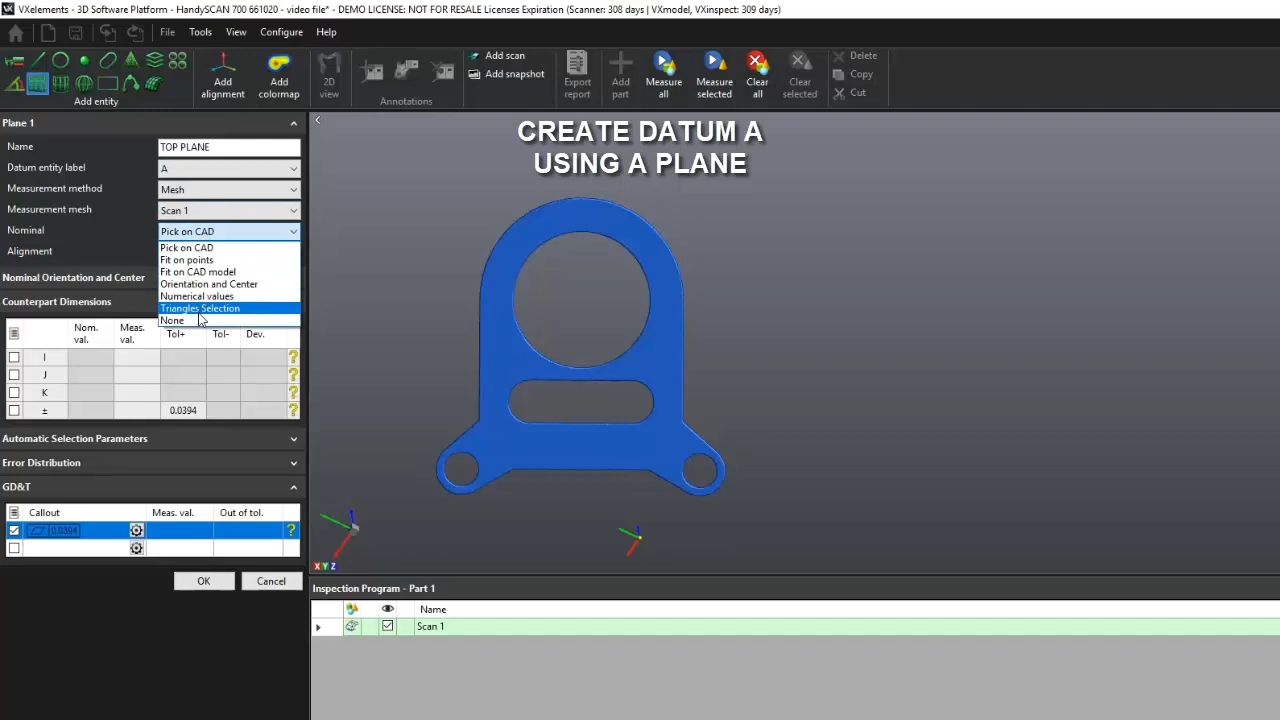 VXelements - 3D Software Platform - HandySCAN 700 661020 - video file* - DEMO LICENSE: NOT FOR RESALE Licenses Expiration (Scanner: 308 days | VXmodel, VXinspect: 309 days)
File Tools View Configure Help
Add entity
Add alignment
Add colormap
2D view
Annotations
Add scan
Add snapshot
Export report
Add part
Measure all
Measure selected
Clear all
Clear selected
Delete
Copy
Cut
Plane 1
Name TOP PLANE
Datum entity label A
Measurement method Mesh
Measurement mesh Scan 1
Nominal Pick on CAD
Alignment
Pick on CAD
Fit on points
Fit on CAD model
Orientation and Center
Numerical values
Triangles Selection
None
Nominal Orientation and Center
Counterpart Dimensions
Nom. val. Meas. val. Tol+ Tol- Dev.
I ?
J ?
K ?
± 0.0394 ?
Automatic Selection Parameters
Error Distribution
GD&T
Callout Meas. val. Out of tol.
0.0394 ?
OK Cancel
CREATE DATUM A
USING A PLANE
X Y Z
Inspection Program - Part 1
Name
Scan 1